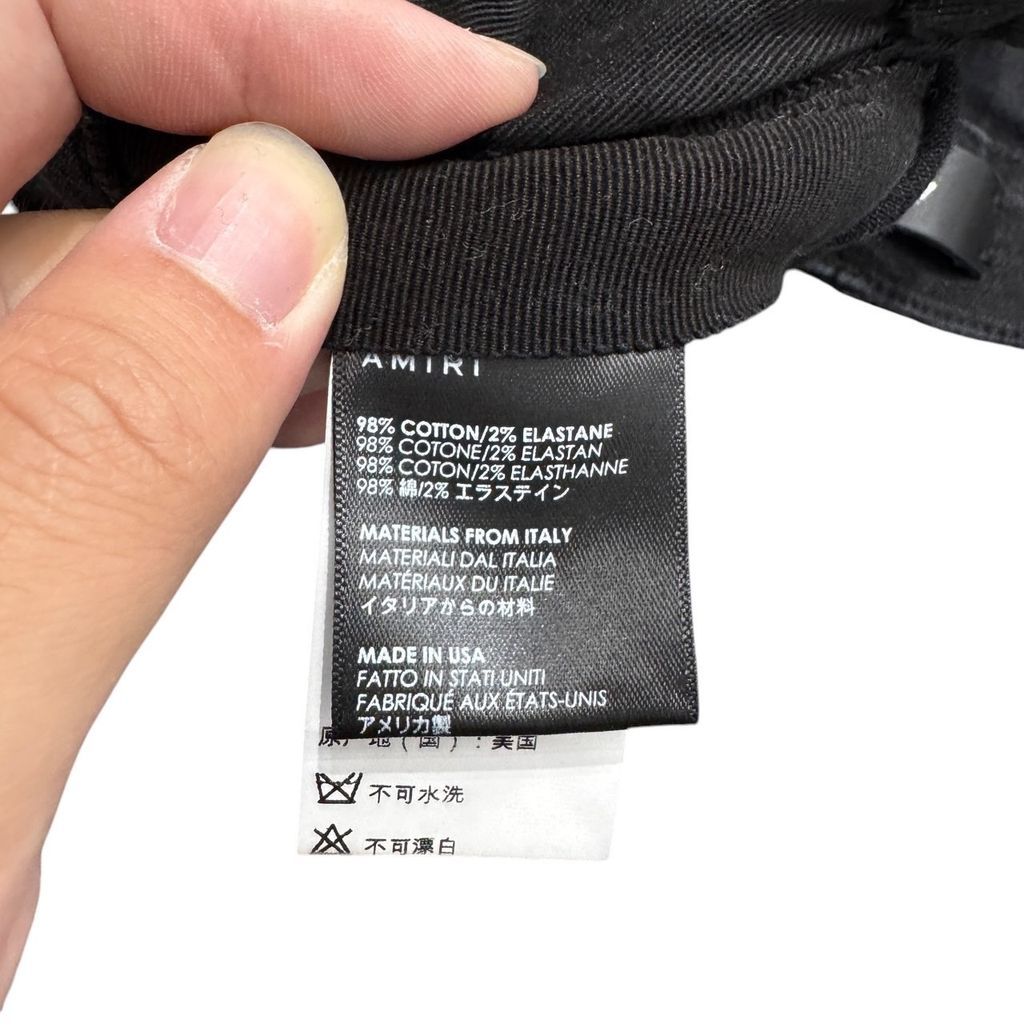 AMIRI
98% COTTON/2% ELASTANE
98% COTONE/2% ELASTAN
98% COTON/2% ELASTHANNE
98% 綿/2% エラステイン
MATERIALS FROM ITALY
MATERIALI DAL ITALIA
MATÉRIAUX DU ITALIE
イタリアからの材料
MADE IN USA
FATTO IN STATI UNITI
FABRIQUÉ AUX ÉTATS-UNIS
アメリカ製
原产地(国):美国
不可水洗
不可漂白